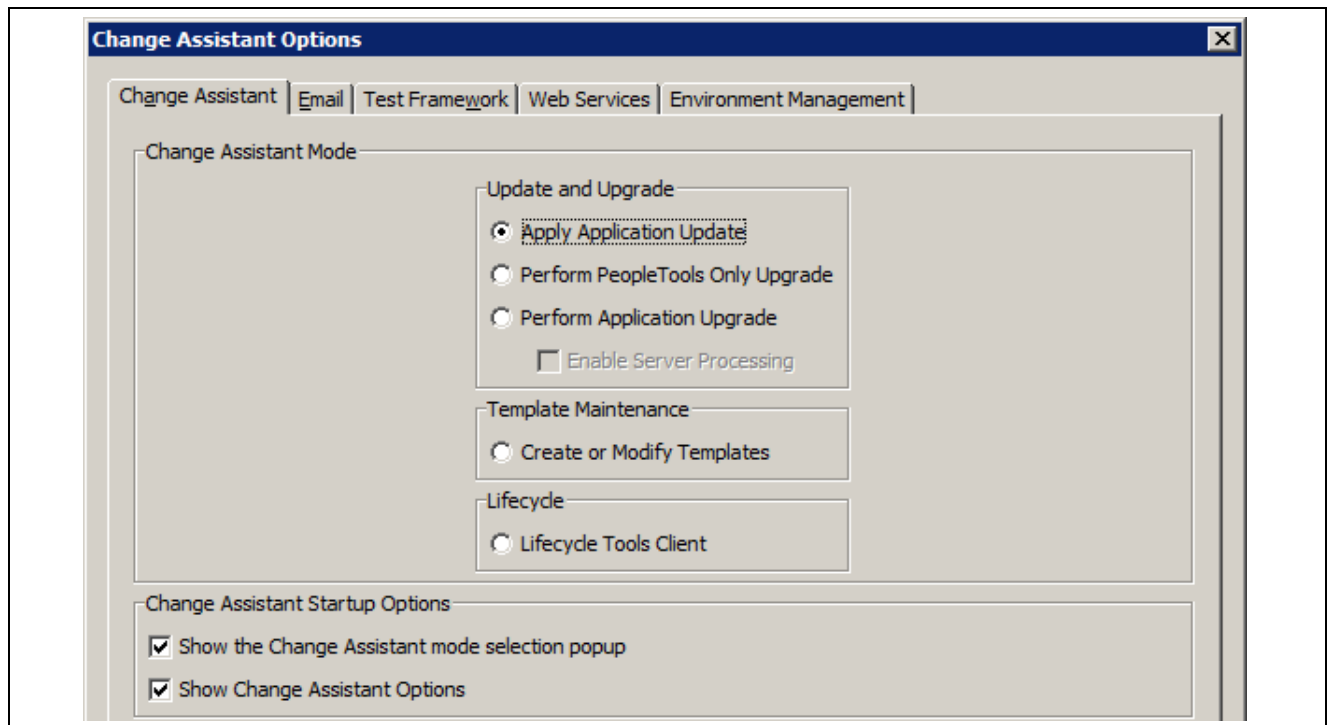 Change Assistant Options
Change Assistant
Email
Test Framework
Web Services
Environment Management
Change Assistant Mode
Update and Upgrade
Apply Application Update
Perform PeopleTools Only Upgrade
Perform Application Upgrade
Enable Server Processing
Template Maintenance
Create or Modify Templates
Lifecycle
Lifecycle Tools Client
Change Assistant Startup Options
Show the Change Assistant mode selection popup
Show Change Assistant Options